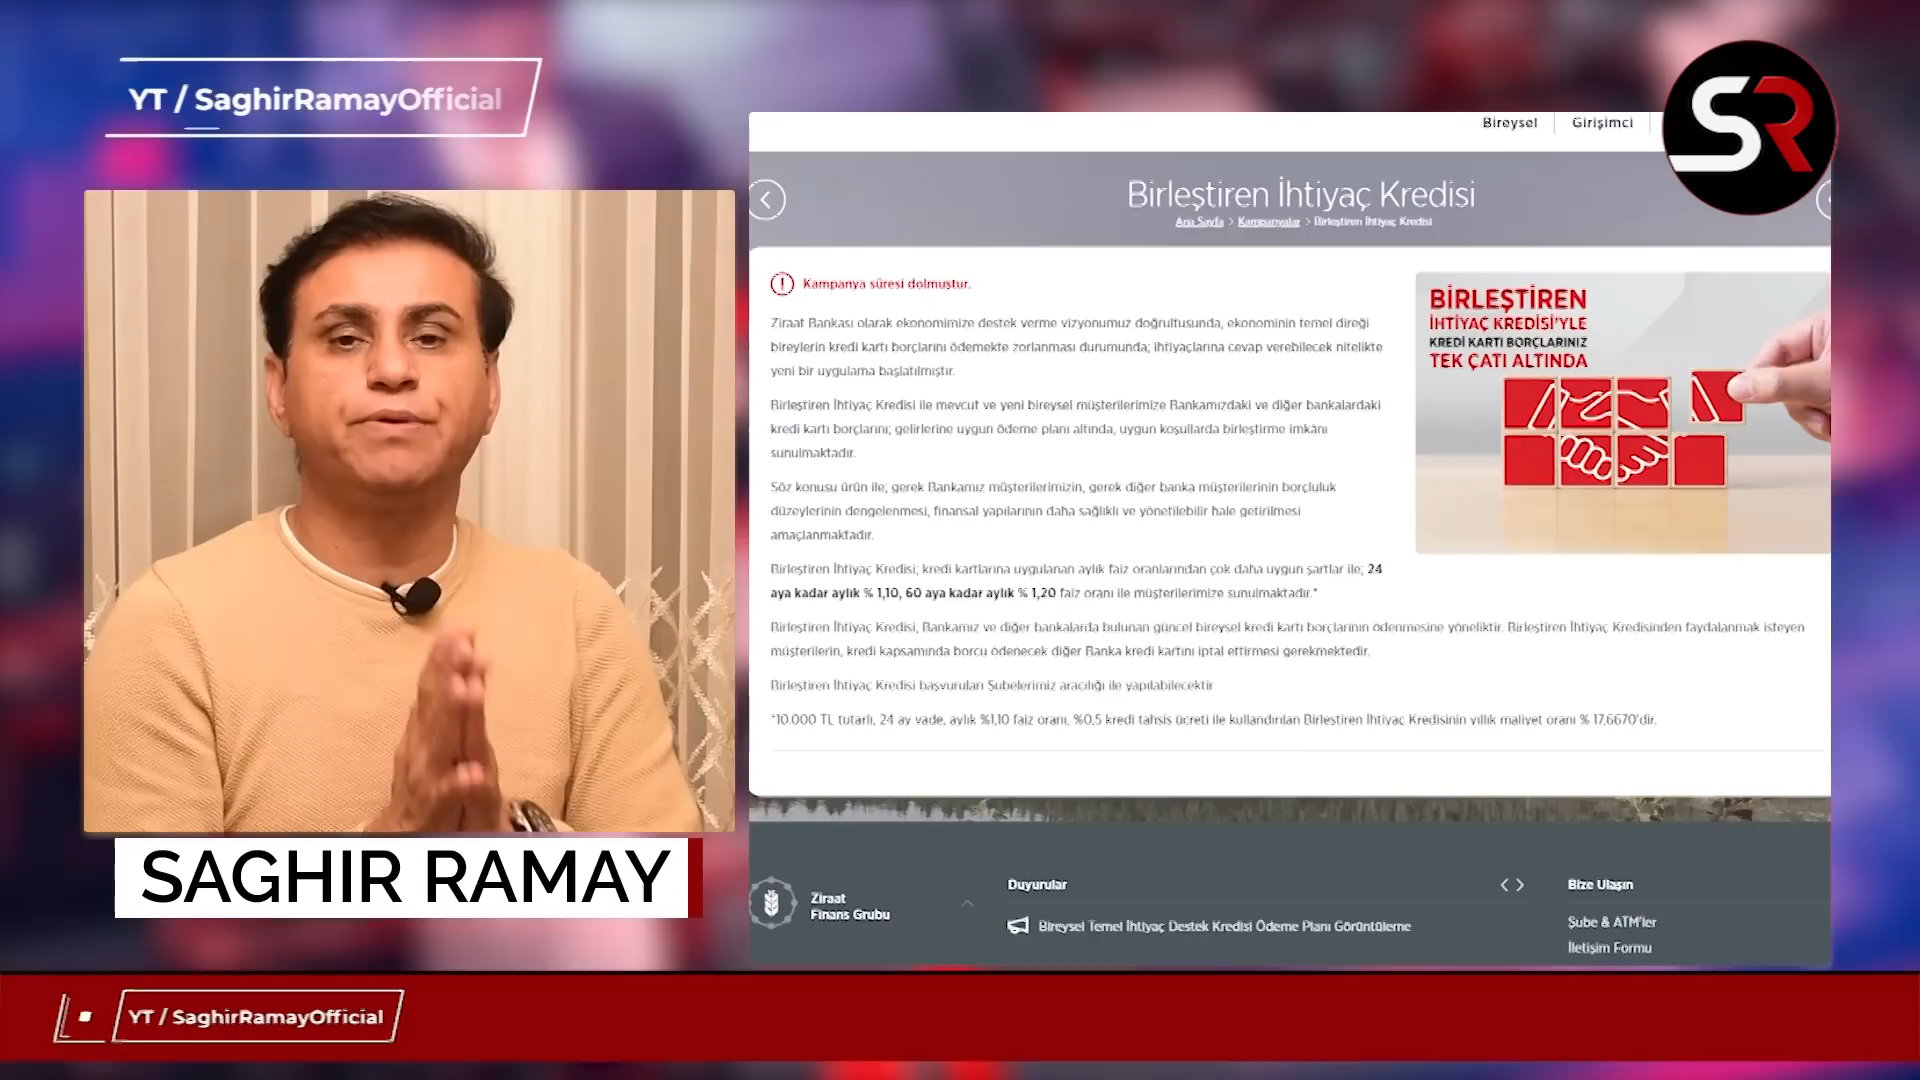 YT / SaghirRamayOfficial
SR
SAGHIR RAMAY
Bireysel
Girişimci
Birleştiren İhtiyaç Kredisi
Ana Sayfa > Kampanyalar > Birleştiren İhtiyaç Kredisi
Kampanya süresi dolmuştur.
Ziraat Bankası olarak ekonomimize destek verme vizyonumuz doğrultusunda, ekonominin temel direği
bireylerin kredi kartı borçlarını ödemekte zorlanması durumunda; ihtiyaçlarına cevap verebilecek nitelikte
yeni bir uygulama başlatılmıştır.
Birleştiren İhtiyaç Kredisi ile mevcut ve yeni bireysel müşterilerimize Bankamızdaki ve diğer bankalardaki
kredi kartı borçlarını; gelirlerine uygun ödeme planı altında, uygun koşullarda birleştirme imkânı
sunulmaktadır.
Söz konusu ürün ile; gerek Bankamız müşterilerimizin, gerek diğer banka müşterilerinin borçluluk
düzeylerinin dengelenmesi, finansal yapılarının daha sağlıklı ve yönetilebilir hale getirilmesi
amaçlanmaktadır.
Birleştiren İhtiyaç Kredisi; kredi kartlarına uygulanan aylık faiz oranlarından çok daha uygun şartlar ile; 24
aya kadar aylık % 1,10, 60 aya kadar aylık % 1,20 faiz oranı ile müşterilerimize sunulmaktadır.*
Birleştiren İhtiyaç Kredisi, Bankamız ve diğer bankalarda bulunan güncel bireysel kredi kartı borçlarının ödenmesine yöneliktir. Birleştiren İhtiyaç Kredisinden faydalanmak isteyen
müşterilerin, kredi kapsamında borcu ödenecek diğer Banka kredi kartını iptal ettirmesi gerekmektedir.
Birleştiren İhtiyaç Kredisi başvuruları Şubelerimiz aracılığı ile yapılabilecektir
*10.000 TL tutarlı, 24 ay vade, aylık %1,10 faiz oranı, %0,5 kredi tahsis ücreti ile kullandırılan Birleştiren İhtiyaç Kredisinin yıllık maliyet oranı % 17,6670'dir.
BİRLEŞTİREN
İHTİYAÇ KREDİSİ'YLE
KREDİ KARTI BORÇLARINIZ
TEK ÇATI ALTINDA
Ziraat
Finans Grubu
Duyurular
Bireysel Temel İhtiyaç Destek Kredisi Ödeme Planı Görüntüleme
Bize Ulaşın
Şube & ATM'ler
İletişim Formu
YT / SaghirRamayOfficial